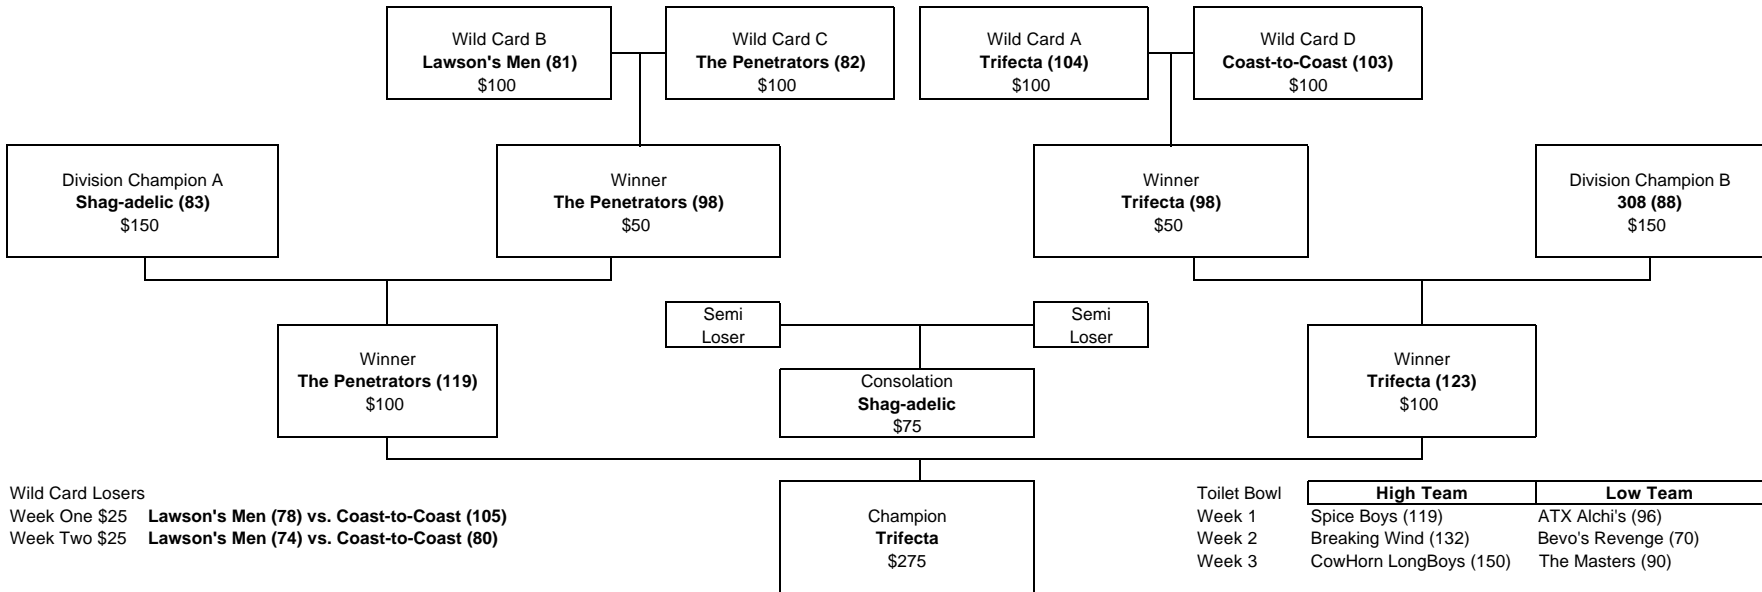 Wild Card B
Lawson's Men (81)
$100
Wild Card C
The Penetrators (82)
$100
Wild Card A
Trifecta (104)
$100
Wild Card D
Coast-to-Coast (103)
$100
Division Champion A
Shag-adelic (83)
$150
Winner
The Penetrators (98)
$50
Winner
Trifecta (98)
$50
Division Champion B
308 (88)
$150
Semi
Loser
Semi
Loser
Winner
The Penetrators (119)
$100
Consolation
Shag-adelic
$75
Winner
Trifecta (123)
$100
Wild Card Losers
Week One $25 Lawson's Men (78) vs. Coast-to-Coast (105)
Week Two $25 Lawson's Men (74) vs. Coast-to-Coast (80)
Champion
Trifecta
$275
Toilet Bowl High Team Low Team
Week 1 Spice Boys (119) ATX Alchi's (96)
Week 2 Breaking Wind (132) Bevo's Revenge (70)
Week 3 CowHorn LongBoys (150) The Masters (90)